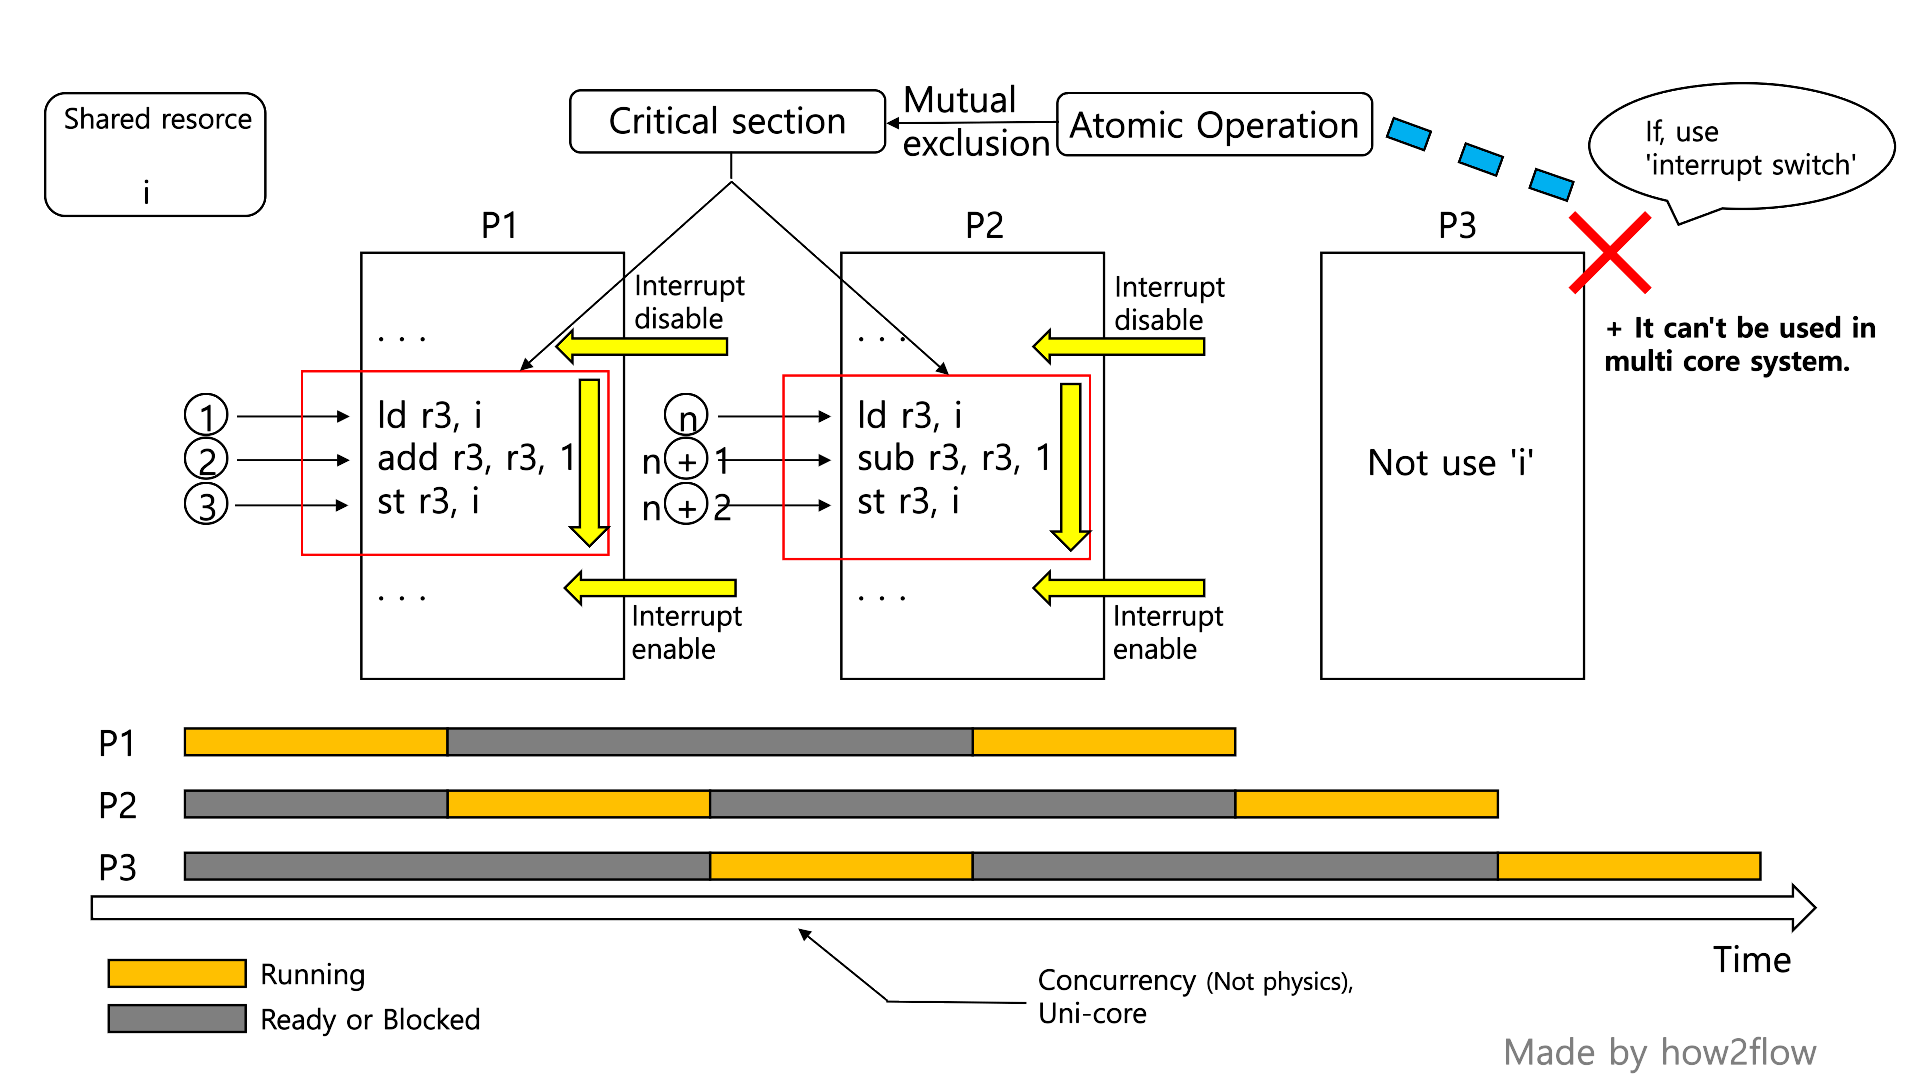 Shared resorce
i
Critical section
Mutual
exclusion
Atomic Operation
If, use
'interrupt switch'
P1
P2
P3
Interrupt
disable
Interrupt
disable
. . .
. . .
+ It can't be used in
multi core system.
1
2
3
ld r3, i
add r3, r3, 1
st r3, i
n
n + 1
n + 2
ld r3, i
sub r3, r3, 1
st r3, i
Not use 'i'
. . .
. . .
Interrupt
enable
Interrupt
enable
P1
P2
P3
Time
Running
Ready or Blocked
Concurrency (Not physics),
Uni-core
Made by how2flow